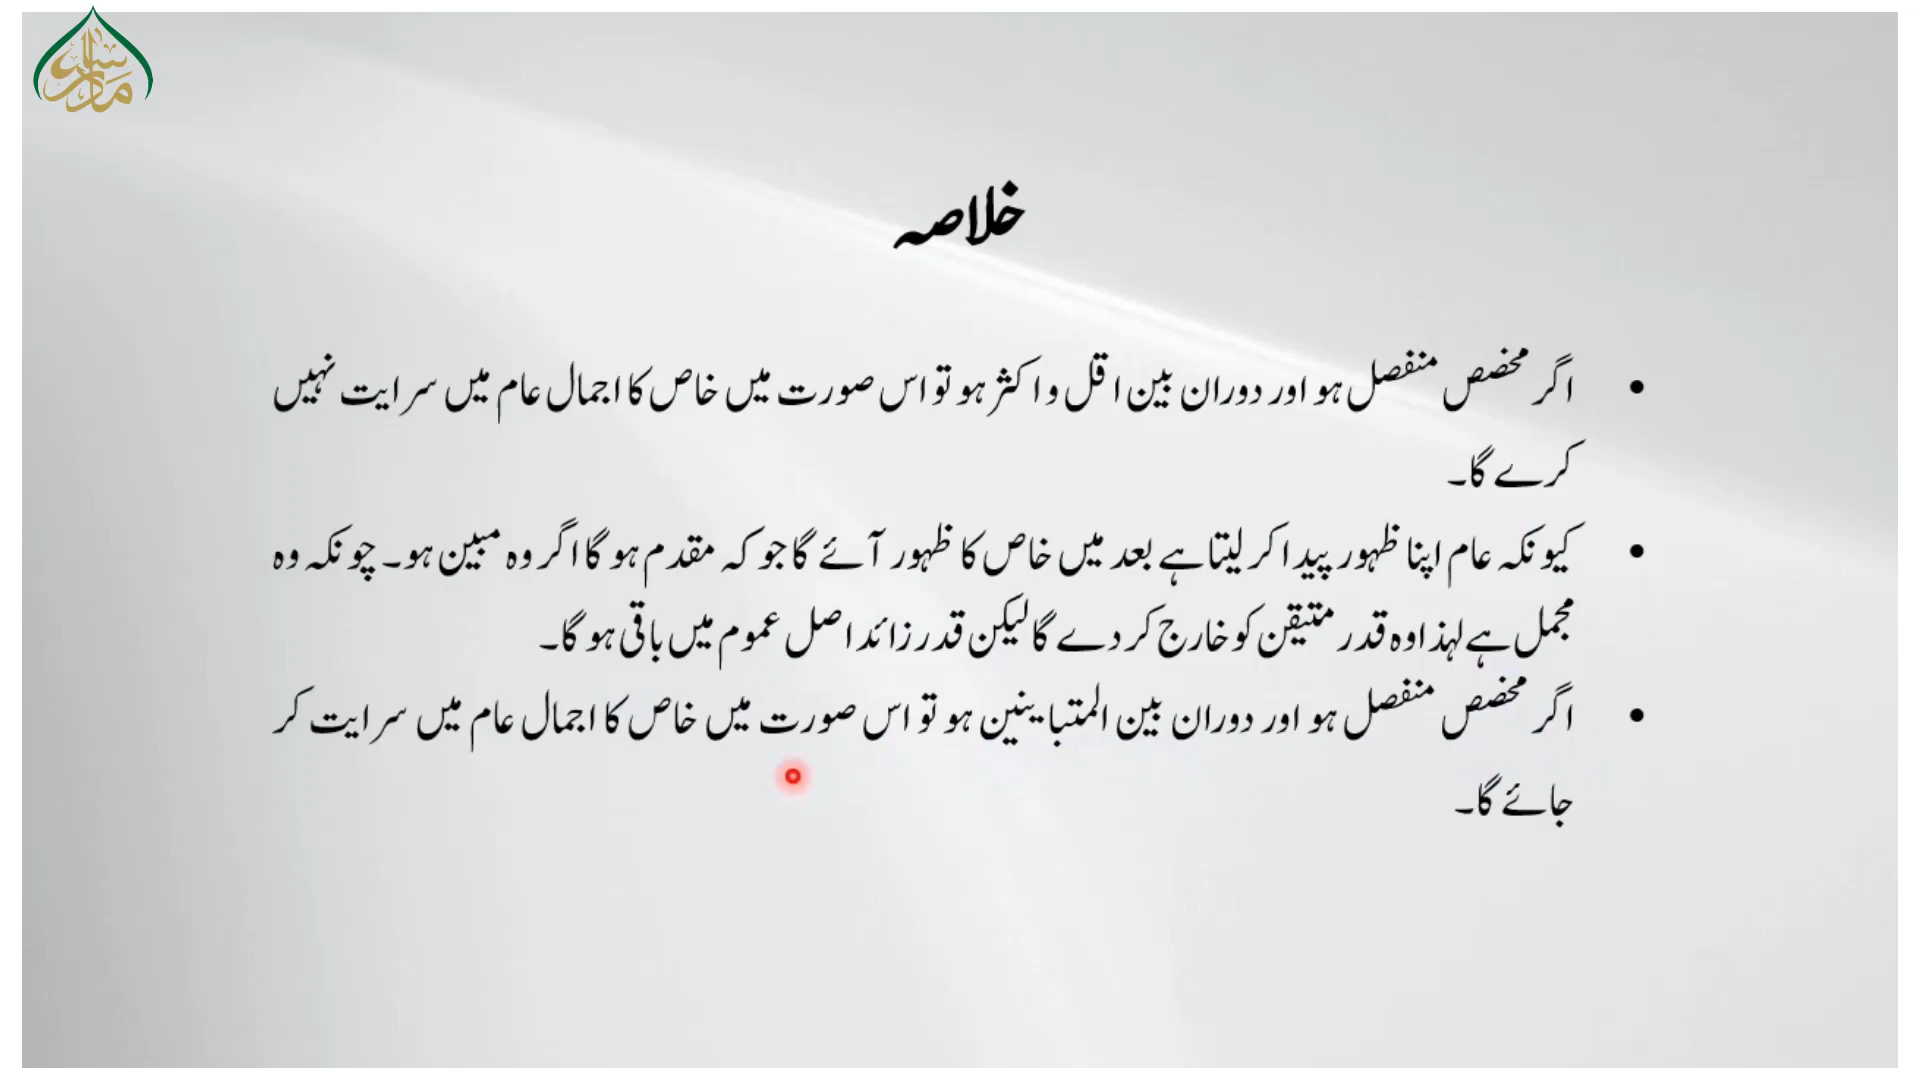 خلاصہ
اگر مخصص منفصل ہو اور دوران بین اقل و اکثر ہو تو اس صورت میں خاص کا اجمال عام میں سرایت نہیں
کرے گا۔
کیونکہ عام اپنا ظہور پیدا کر لیتا ہے بعد میں خاص کا ظہور آئے گا جو کہ مقدم ہو گا اگر وہ مبین ہو۔ چونکہ وہ
مجمل ہے لہذا وہ قدر متیقن کو خارج کر دے گا لیکن قدر زائد اصل عموم میں باقی ہو گا۔
اگر مخصص منفصل ہو اور دوران بین المتباینین ہو تو اس صورت میں خاص کا اجمال عام میں سرایت کر
جائے گا۔